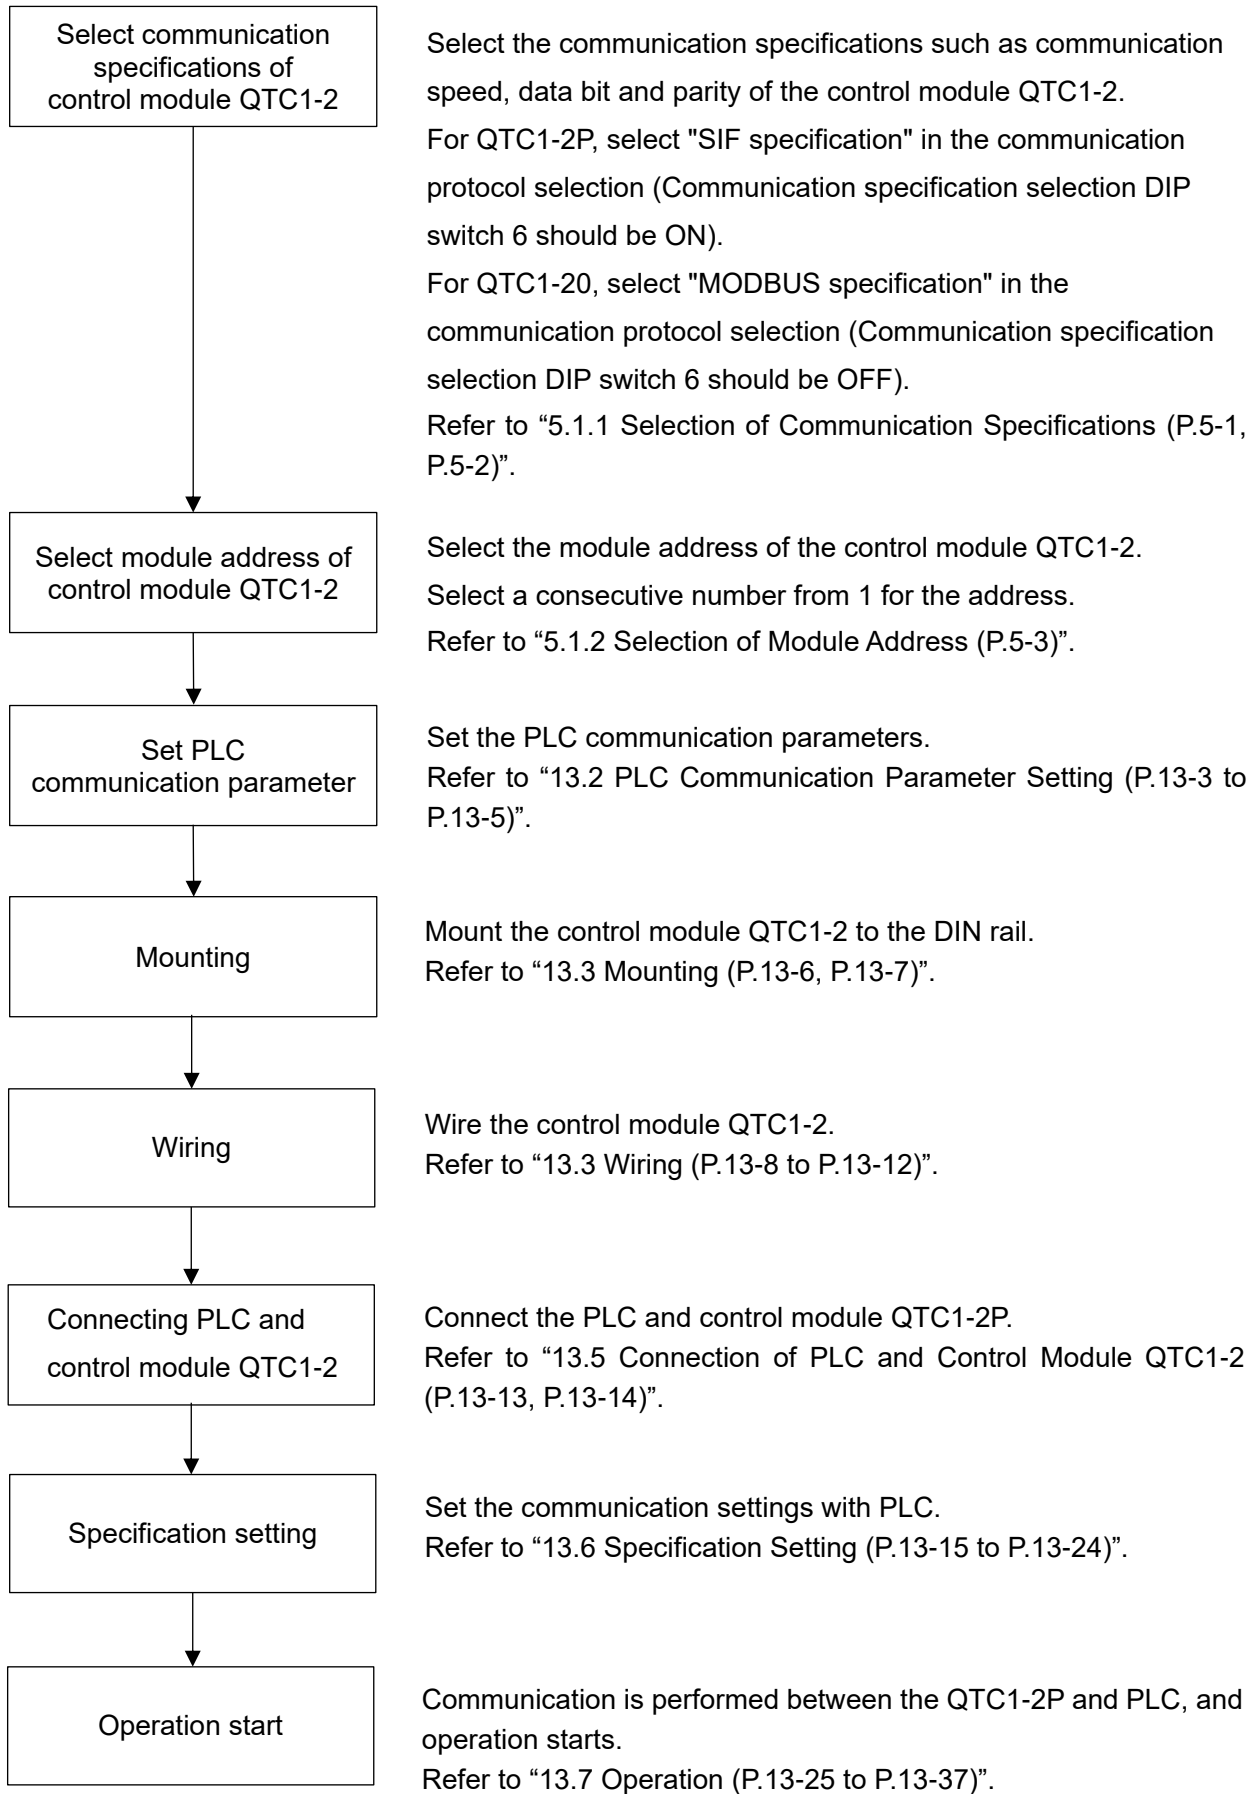 Select communication
specifications of
control module QTC1-2
Select the communication specifications such as communication
speed, data bit and parity of the control module QTC1-2.
For QTC1-2P, select "SIF specification" in the communication
protocol selection (Communication specification selection DIP
switch 6 should be ON).
For QTC1-20, select "MODBUS specification" in the
communication protocol selection (Communication specification
selection DIP switch 6 should be OFF).
Refer to “5.1.1 Selection of Communication Specifications (P.5-1,
P.5-2)”.
Select module address of
control module QTC1-2
Select the module address of the control module QTC1-2.
Select a consecutive number from 1 for the address.
Refer to “5.1.2 Selection of Module Address (P.5-3)”.
Set PLC
communication parameter
Set the PLC communication parameters.
Refer to “13.2 PLC Communication Parameter Setting (P.13-3 to
P.13-5)”.
Mounting
Mount the control module QTC1-2 to the DIN rail.
Refer to “13.3 Mounting (P.13-6, P.13-7)”.
Wiring
Wire the control module QTC1-2.
Refer to “13.3 Wiring (P.13-8 to P.13-12)”.
Connecting PLC and
control module QTC1-2
Connect the PLC and control module QTC1-2P.
Refer to “13.5 Connection of PLC and Control Module QTC1-2
(P.13-13, P.13-14)”.
Specification setting
Set the communication settings with PLC.
Refer to “13.6 Specification Setting (P.13-15 to P.13-24)”.
Operation start
Communication is performed between the QTC1-2P and PLC, and
operation starts.
Refer to “13.7 Operation (P.13-25 to P.13-37)”.